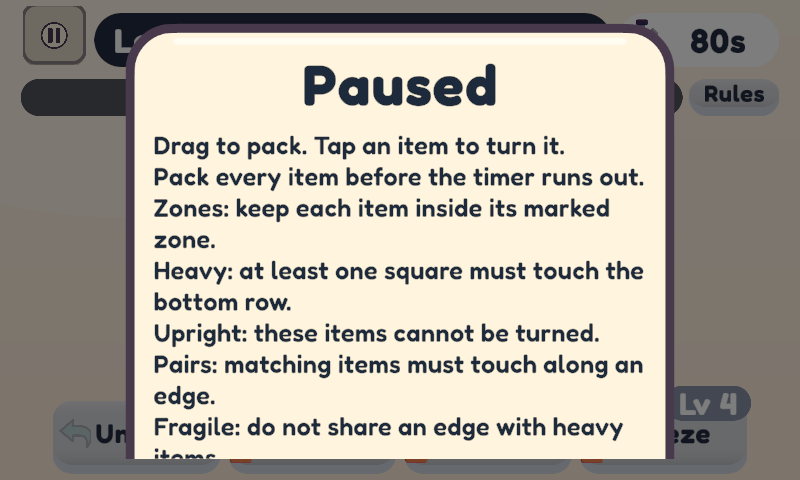 80s
Rules
Paused
Drag to pack. Tap an item to turn it.
Pack every item before the timer runs out.
Zones: keep each item inside its marked
zone.
Heavy: at least one square must touch the
bottom row.
Upright: these items cannot be turned.
Pairs: matching items must touch along an
edge.
Fragile: do not share an edge with heavy
items
Lv 4